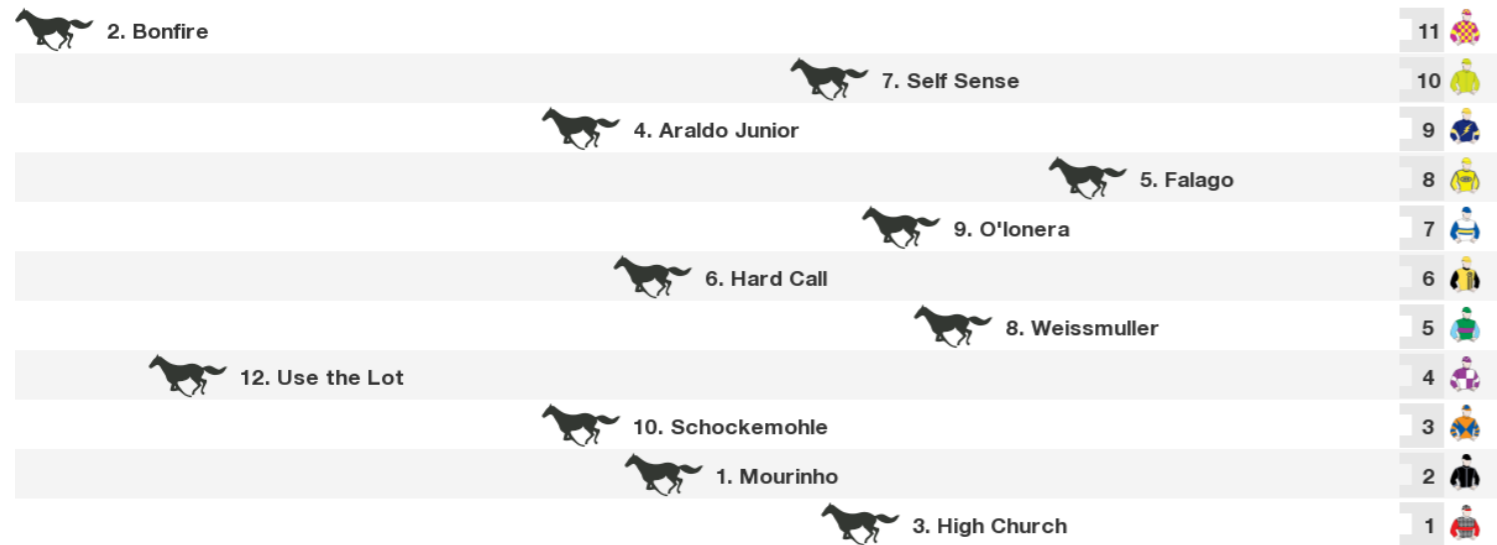 2. Bonfire 11
7. Self Sense 10
4. Araldo Junior 9
5. Falago 8
9. O'lonera 7
6. Hard Call 6
8. Weissmuller 5
12. Use the Lot 4
10. Schockemohle 3
1. Mourinho 2
3. High Church 1